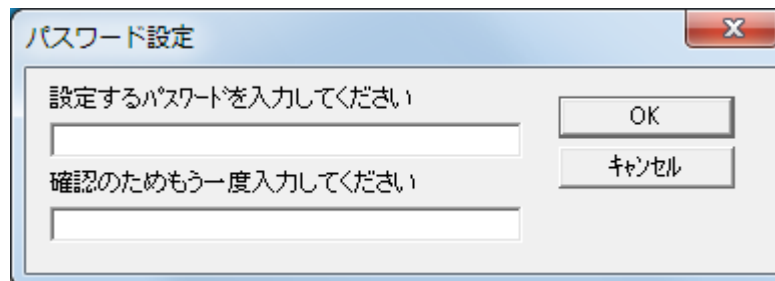 パスワード設定
設定するﾊﾟｽﾜｰﾄﾞを入力してください
OK
確認のためもう一度入力してください
ｷｬﾝｾﾙ